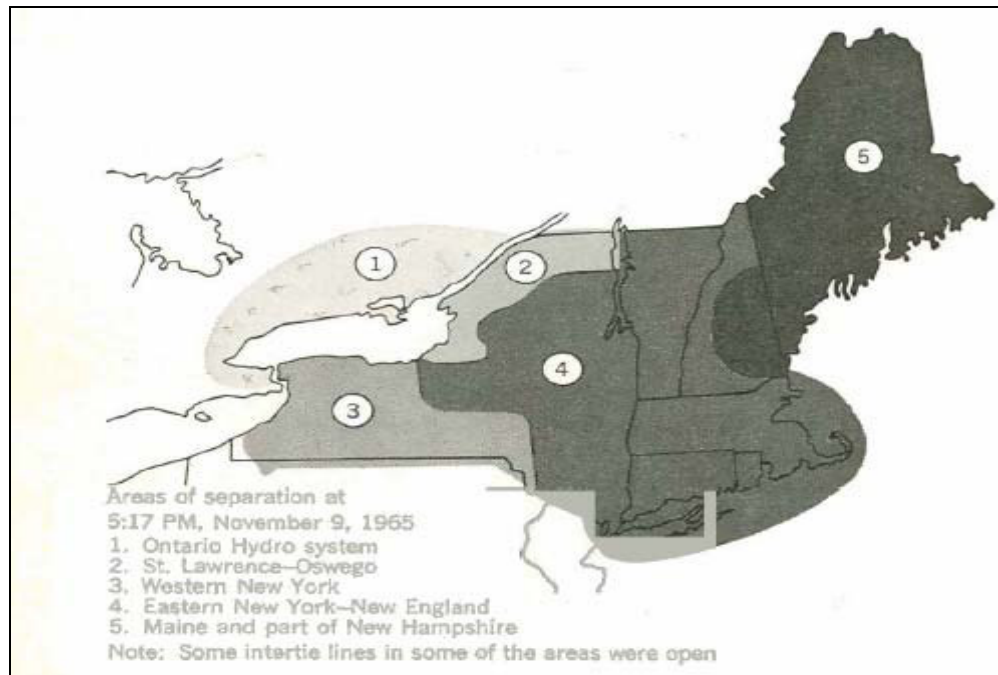 1
2
3
4
5
Areas of separation at
5:17 PM, November 9, 1965
1. Ontario Hydro system
2. St. Lawrence–Oswego
3. Western New York
4. Eastern New York–New England
5. Maine and part of New Hampshire
Note: Some intertie lines in some of the areas were open